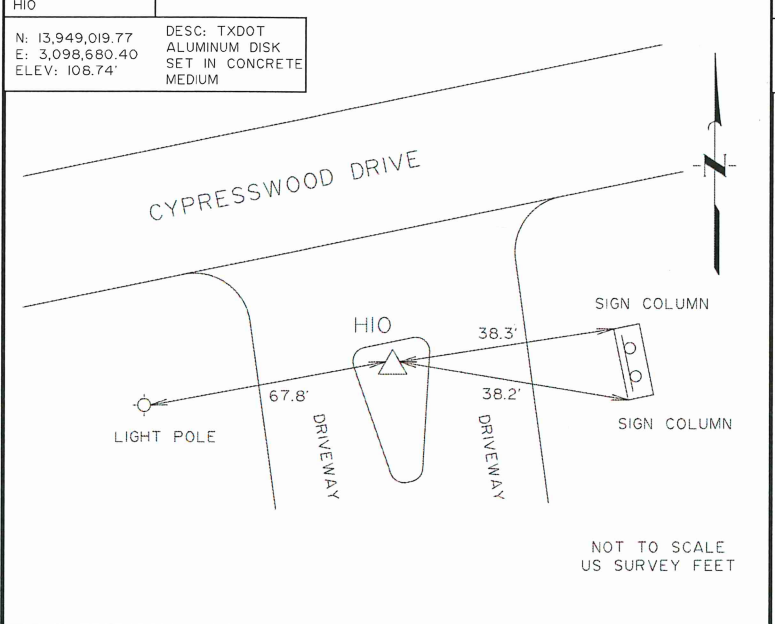 HIO
N: 13,949,019.77
E: 3,098,680.40
ELEV: 108.74'
DESC: TXDOT
ALUMINUM DISK
SET IN CONCRETE
MEDIUM
CYPRESSWOOD DRIVE
N
SIGN COLUMN
HIO
38.3'
67.8'
38.2'
LIGHT POLE
DRIVEWAY
DRIVEWAY
SIGN COLUMN
NOT TO SCALE
US SURVEY FEET